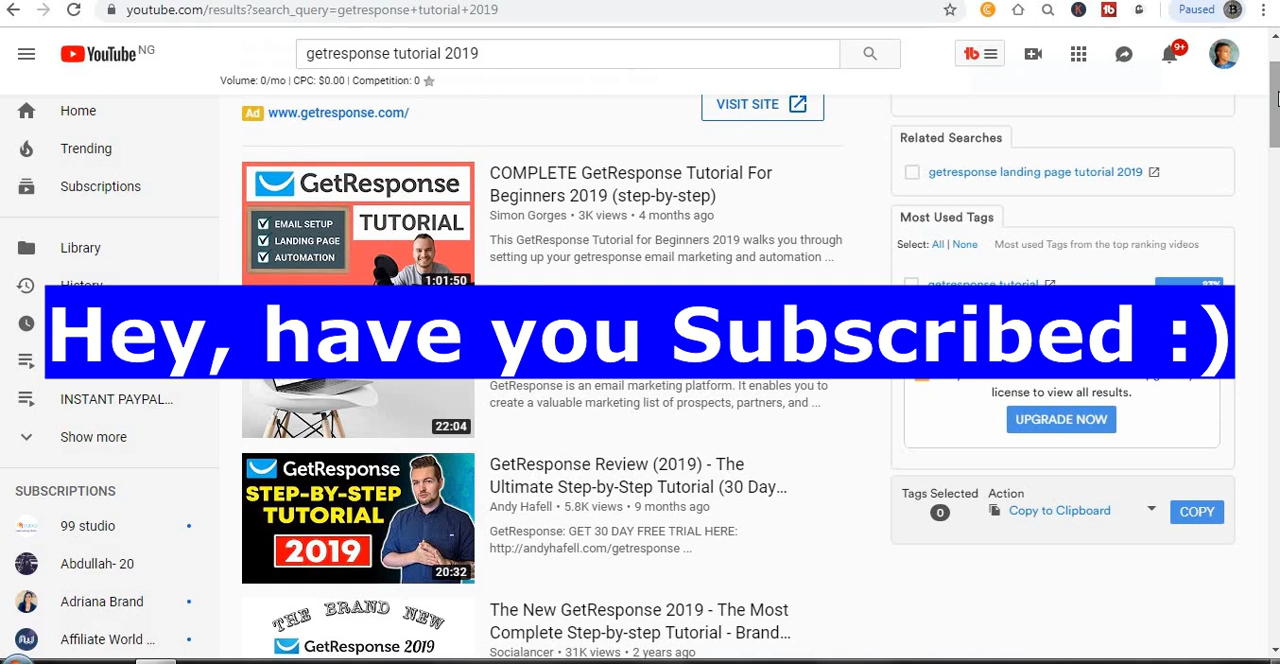 youtube.com/results?search_query=getresponse+tutorial+2019
Paused
YouTube NG
getresponse tutorial 2019
9+
Volume: 0/mo | CPC: $0.00 | Competition: 0
Home
Trending
Subscriptions
Library
History
INSTANT PAYPAL...
Show more
SUBSCRIPTIONS
99 studio
Abdullah- 20
Adriana Brand
Affiliate World ...
Ad www.getresponse.com/
VISIT SITE
GetResponse
EMAIL SETUP
LANDING PAGE
AUTOMATION
TUTORIAL
1:01:50
COMPLETE GetResponse Tutorial For
Beginners 2019 (step-by-step)
Simon Gorges • 3K views • 4 months ago
This GetResponse Tutorial for Beginners 2019 walks you through
setting up your getresponse email marketing and automation ...
Hey, have you Subscribed :)
GetResponse is an email marketing platform. It enables you to
create a valuable marketing list of prospects, partners, and ...
22:04
GetResponse
STEP-BY-STEP
TUTORIAL
2019
20:32
GetResponse Review (2019) - The
Ultimate Step-by-Step Tutorial (30 Day...
Andy Hafell • 5.8K views • 9 months ago
GetResponse: GET 30 DAY FREE TRIAL HERE:
http://andyhafell.com/getresponse ...
THE BRAND NEW
GetResponse 2019
The New GetResponse 2019 - The Most
Complete Step-by-step Tutorial - Brand...
Socialancer • 31K views • 2 years ago
Related Searches
getresponse landing page tutorial 2019
Most Used Tags
Select: All | None
Most used Tags from the top ranking videos
getresponse tutorial
license to view all results.
UPGRADE NOW
Tags Selected
0
Action
Copy to Clipboard
COPY